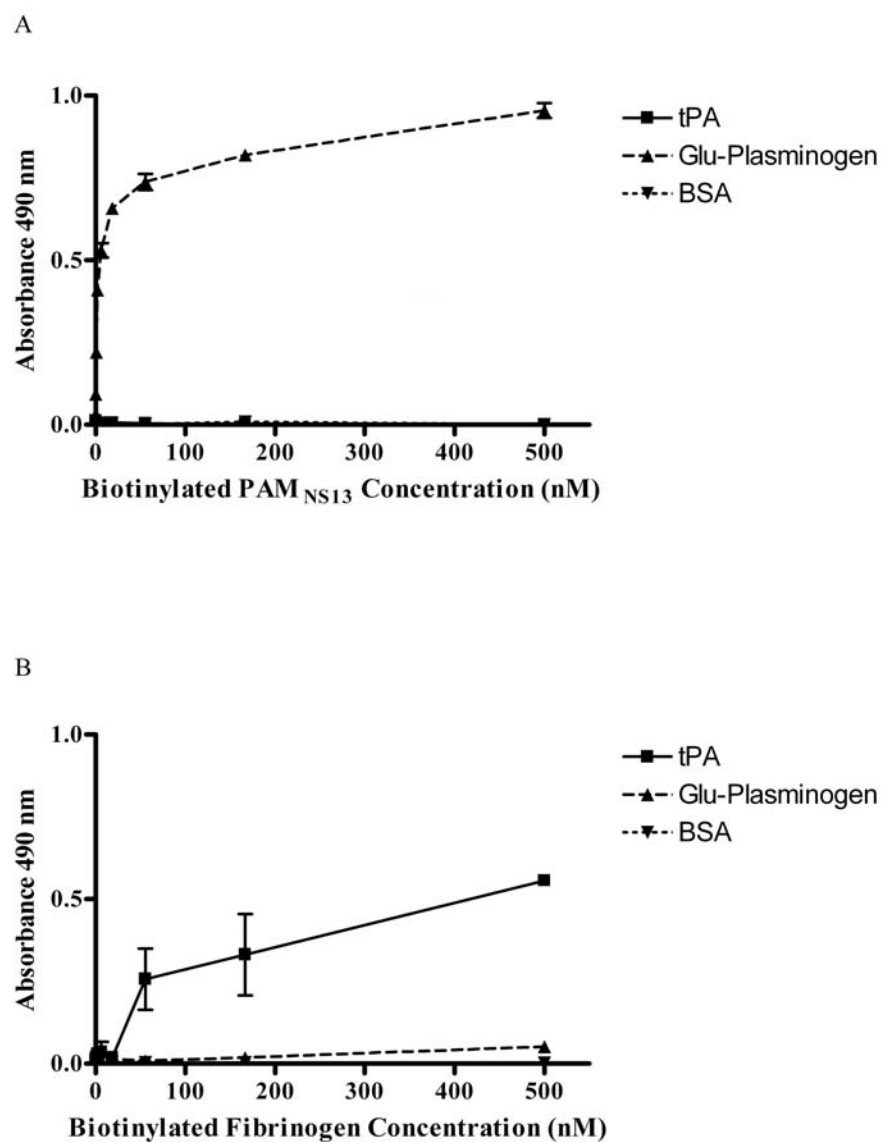 A
1.0
0.5
0.0
Absorbance 490 nm
0 100 200 300 400 500
Biotinylated PAM NS13 Concentration (nM)
tPA
Glu-Plasminogen
BSA
B
1.0
0.5
0.0
Absorbance 490 nm
0 100 200 300 400 500
Biotinylated Fibrinogen Concentration (nM)
tPA
Glu-Plasminogen
BSA